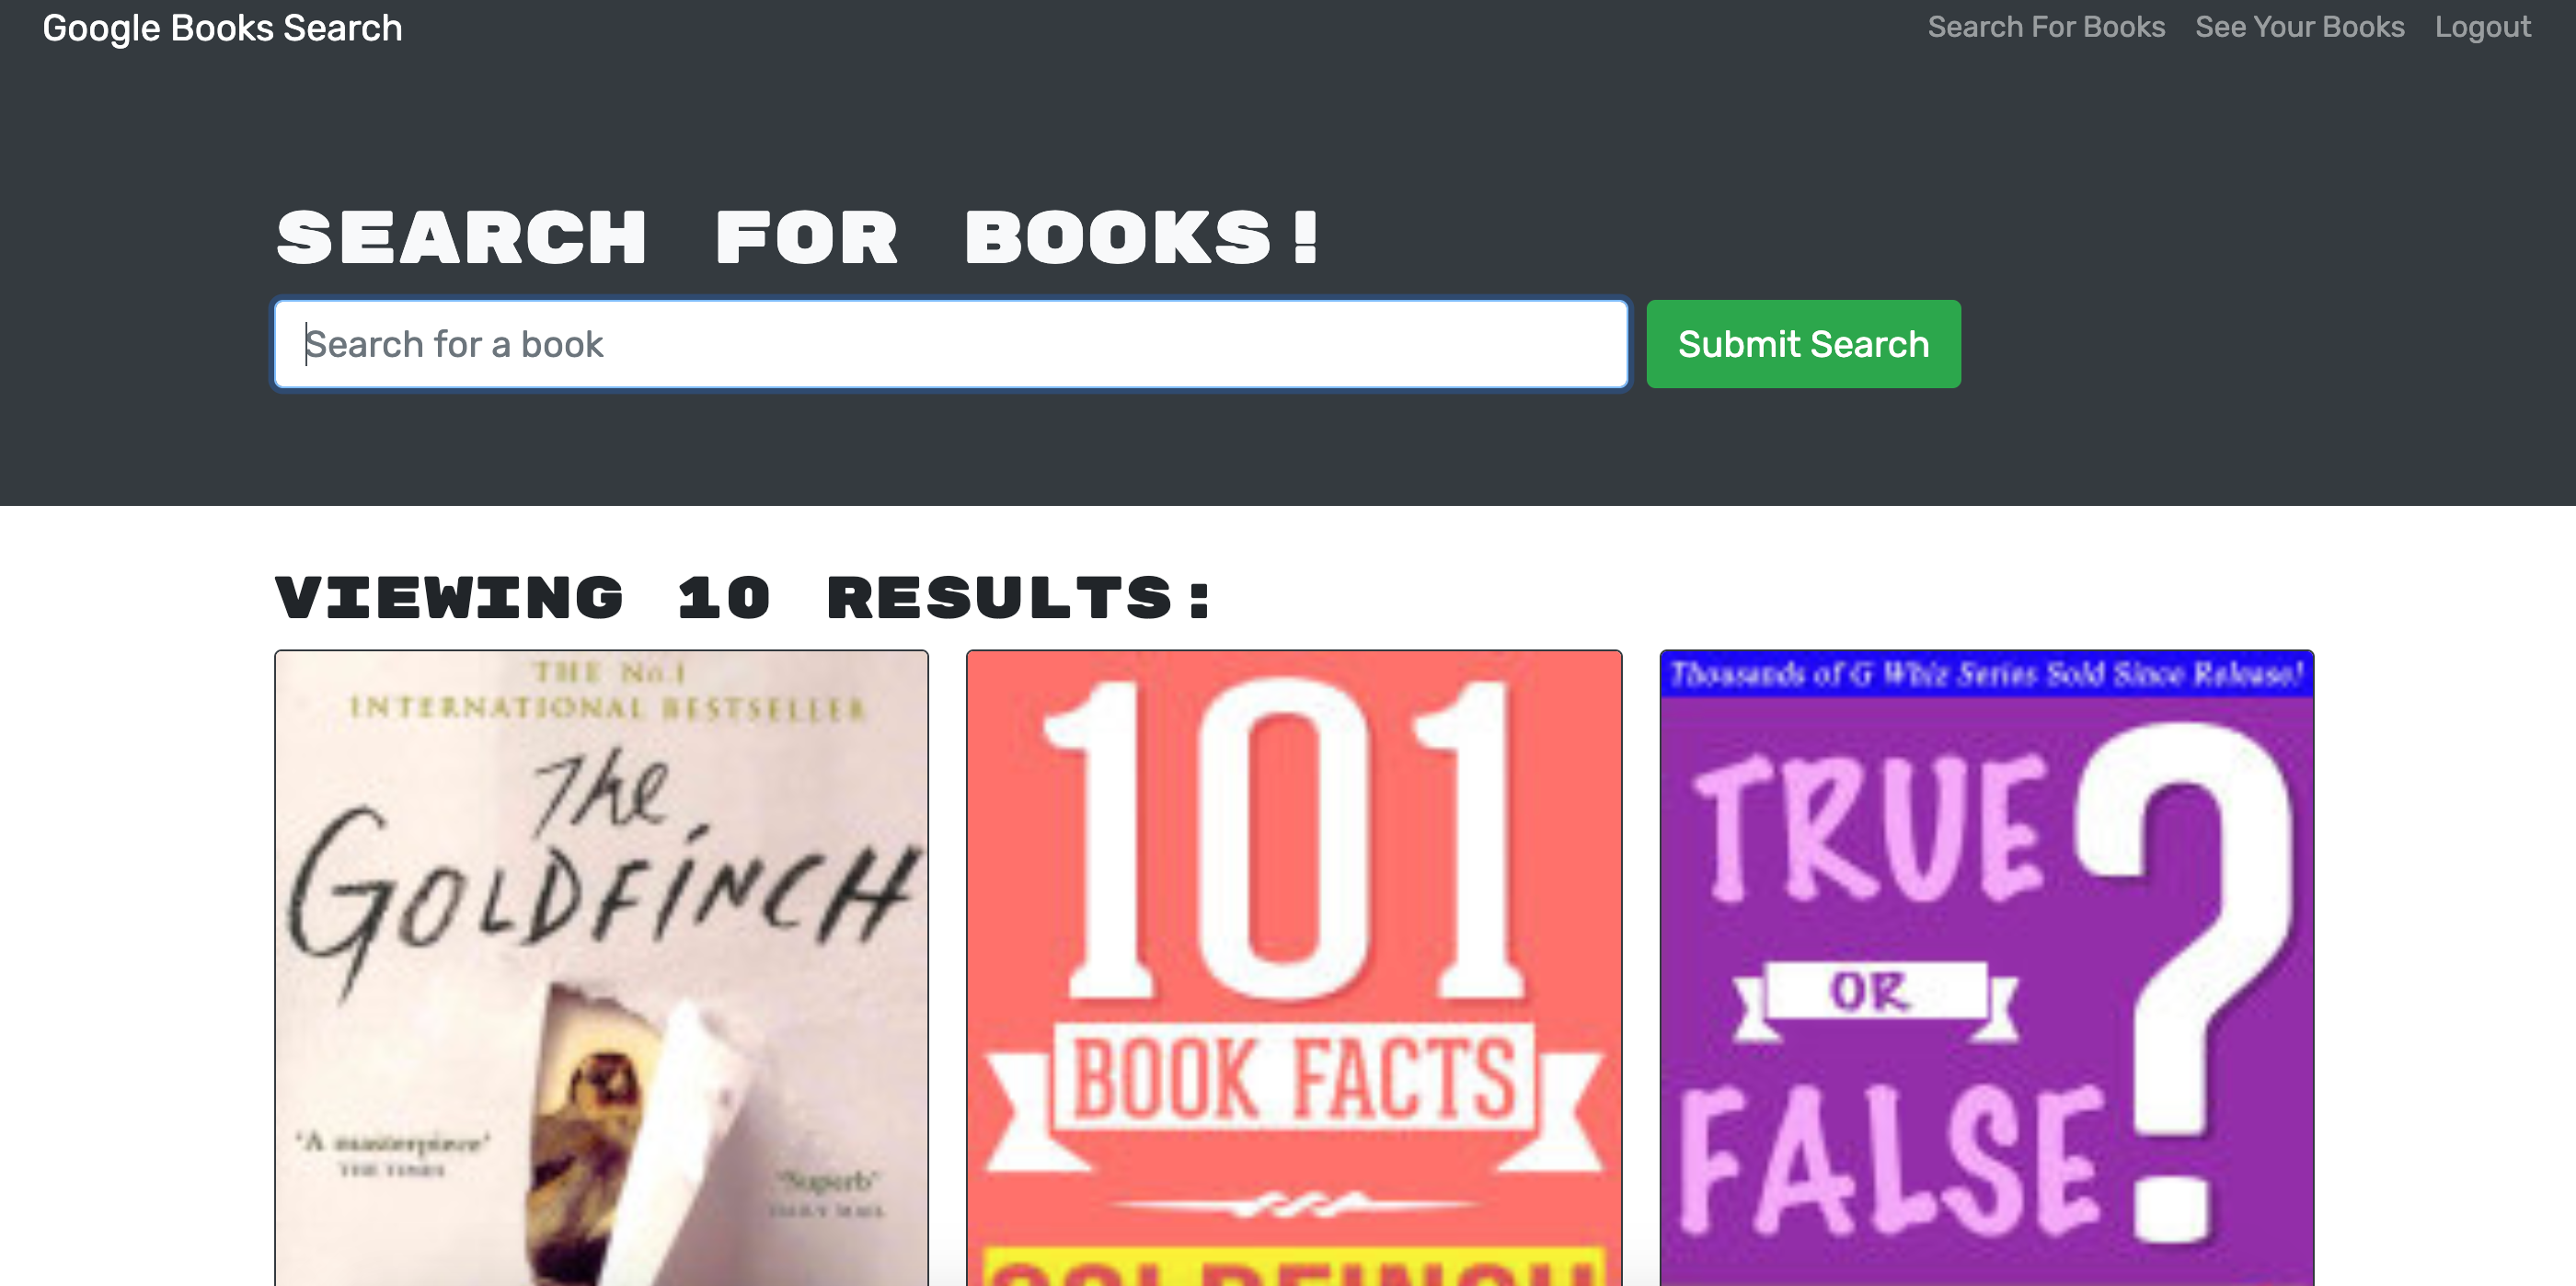 Google Books Search
Search For Books See Your Books Logout
SEARCH FOR BOOKS!
Search for a book
Submit Search
VIEWING 10 RESULTS:
THE No.1
INTERNATIONAL BESTSELLER
The
GOLDFINCH
'A masterpiece'
THE TIMES
'Superb'
DAILY MAIL
101
BOOK FACTS
GOLDFINCH
Thousands of G Whiz Series Sold Since Release!
TRUE
OR
FALSE
?